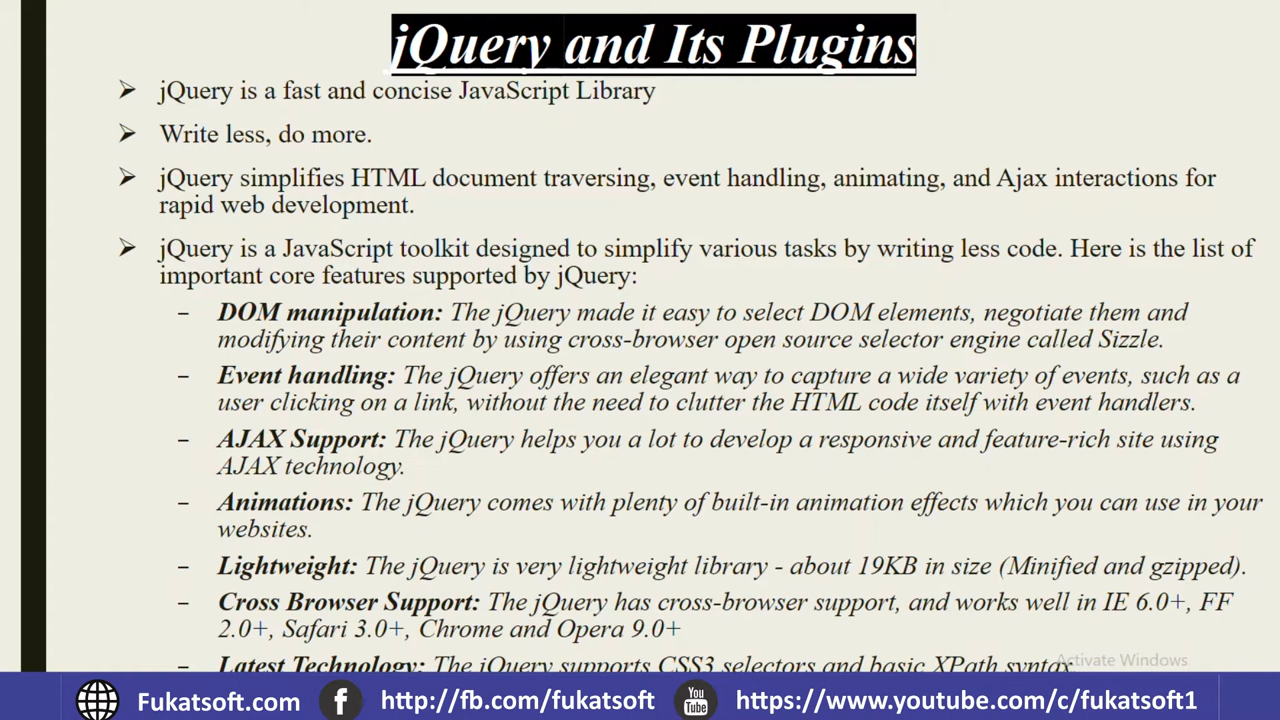 jQuery and Its Plugins
➢ jQuery is a fast and concise JavaScript Library
➢ Write less, do more.
➢ jQuery simplifies HTML document traversing, event handling, animating, and Ajax interactions for
rapid web development.
➢ jQuery is a JavaScript toolkit designed to simplify various tasks by writing less code. Here is the list of
important core features supported by jQuery:
– DOM manipulation: The jQuery made it easy to select DOM elements, negotiate them and
modifying their content by using cross-browser open source selector engine called Sizzle.
– Event handling: The jQuery offers an elegant way to capture a wide variety of events, such as a
user clicking on a link, without the need to clutter the HTML code itself with event handlers.
– AJAX Support: The jQuery helps you a lot to develop a responsive and feature-rich site using
AJAX technology.
– Animations: The jQuery comes with plenty of built-in animation effects which you can use in your
websites.
– Lightweight: The jQuery is very lightweight library - about 19KB in size (Minified and gzipped).
– Cross Browser Support: The jQuery has cross-browser support, and works well in IE 6.0+, FF
2.0+, Safari 3.0+, Chrome and Opera 9.0+
– Latest Technology: The jQuery supports CSS3 selectors and basic XPath syntax
Activate Windows
Fukatsoft.com f http://fb.com/fukatsoft You Tube https://www.youtube.com/c/fukatsoft1